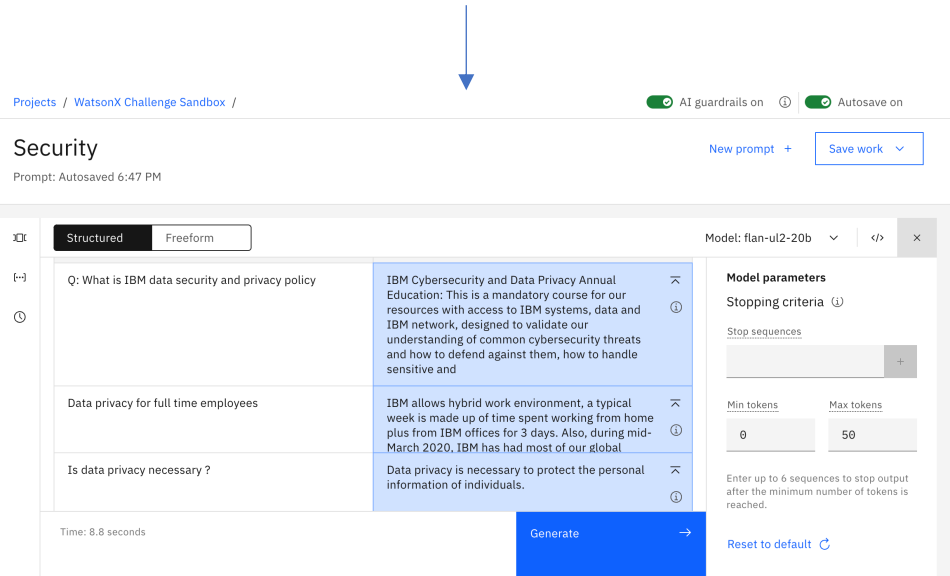 Projects / WatsonX Challenge Sandbox /
AI guardrails on
Autosave on
Security
New prompt +
Save work
Prompt: Autosaved 6:47 PM
Structured
Freeform
Model: flan-ul2-20b
</>
Q: What is IBM data security and privacy policy
IBM Cybersecurity and Data Privacy Annual
Education: This is a mandatory course for our
resources with access to IBM systems, data and
IBM network, designed to validate our
understanding of common cybersecurity threats
and how to defend against them, how to handle
sensitive and
Data privacy for full time employees
IBM allows hybrid work environment, a typical
week is made up of time spent working from home
plus from IBM offices for 3 days. Also, during mid-
March 2020, IBM has had most of our global
Is data privacy necessary ?
Data privacy is necessary to protect the personal
information of individuals.
Time: 8.8 seconds
Generate
Model parameters
Stopping criteria
Stop sequences
+
Min tokens
Max tokens
0
50
Enter up to 6 sequences to stop output
after the minimum number of tokens is
reached.
Reset to default